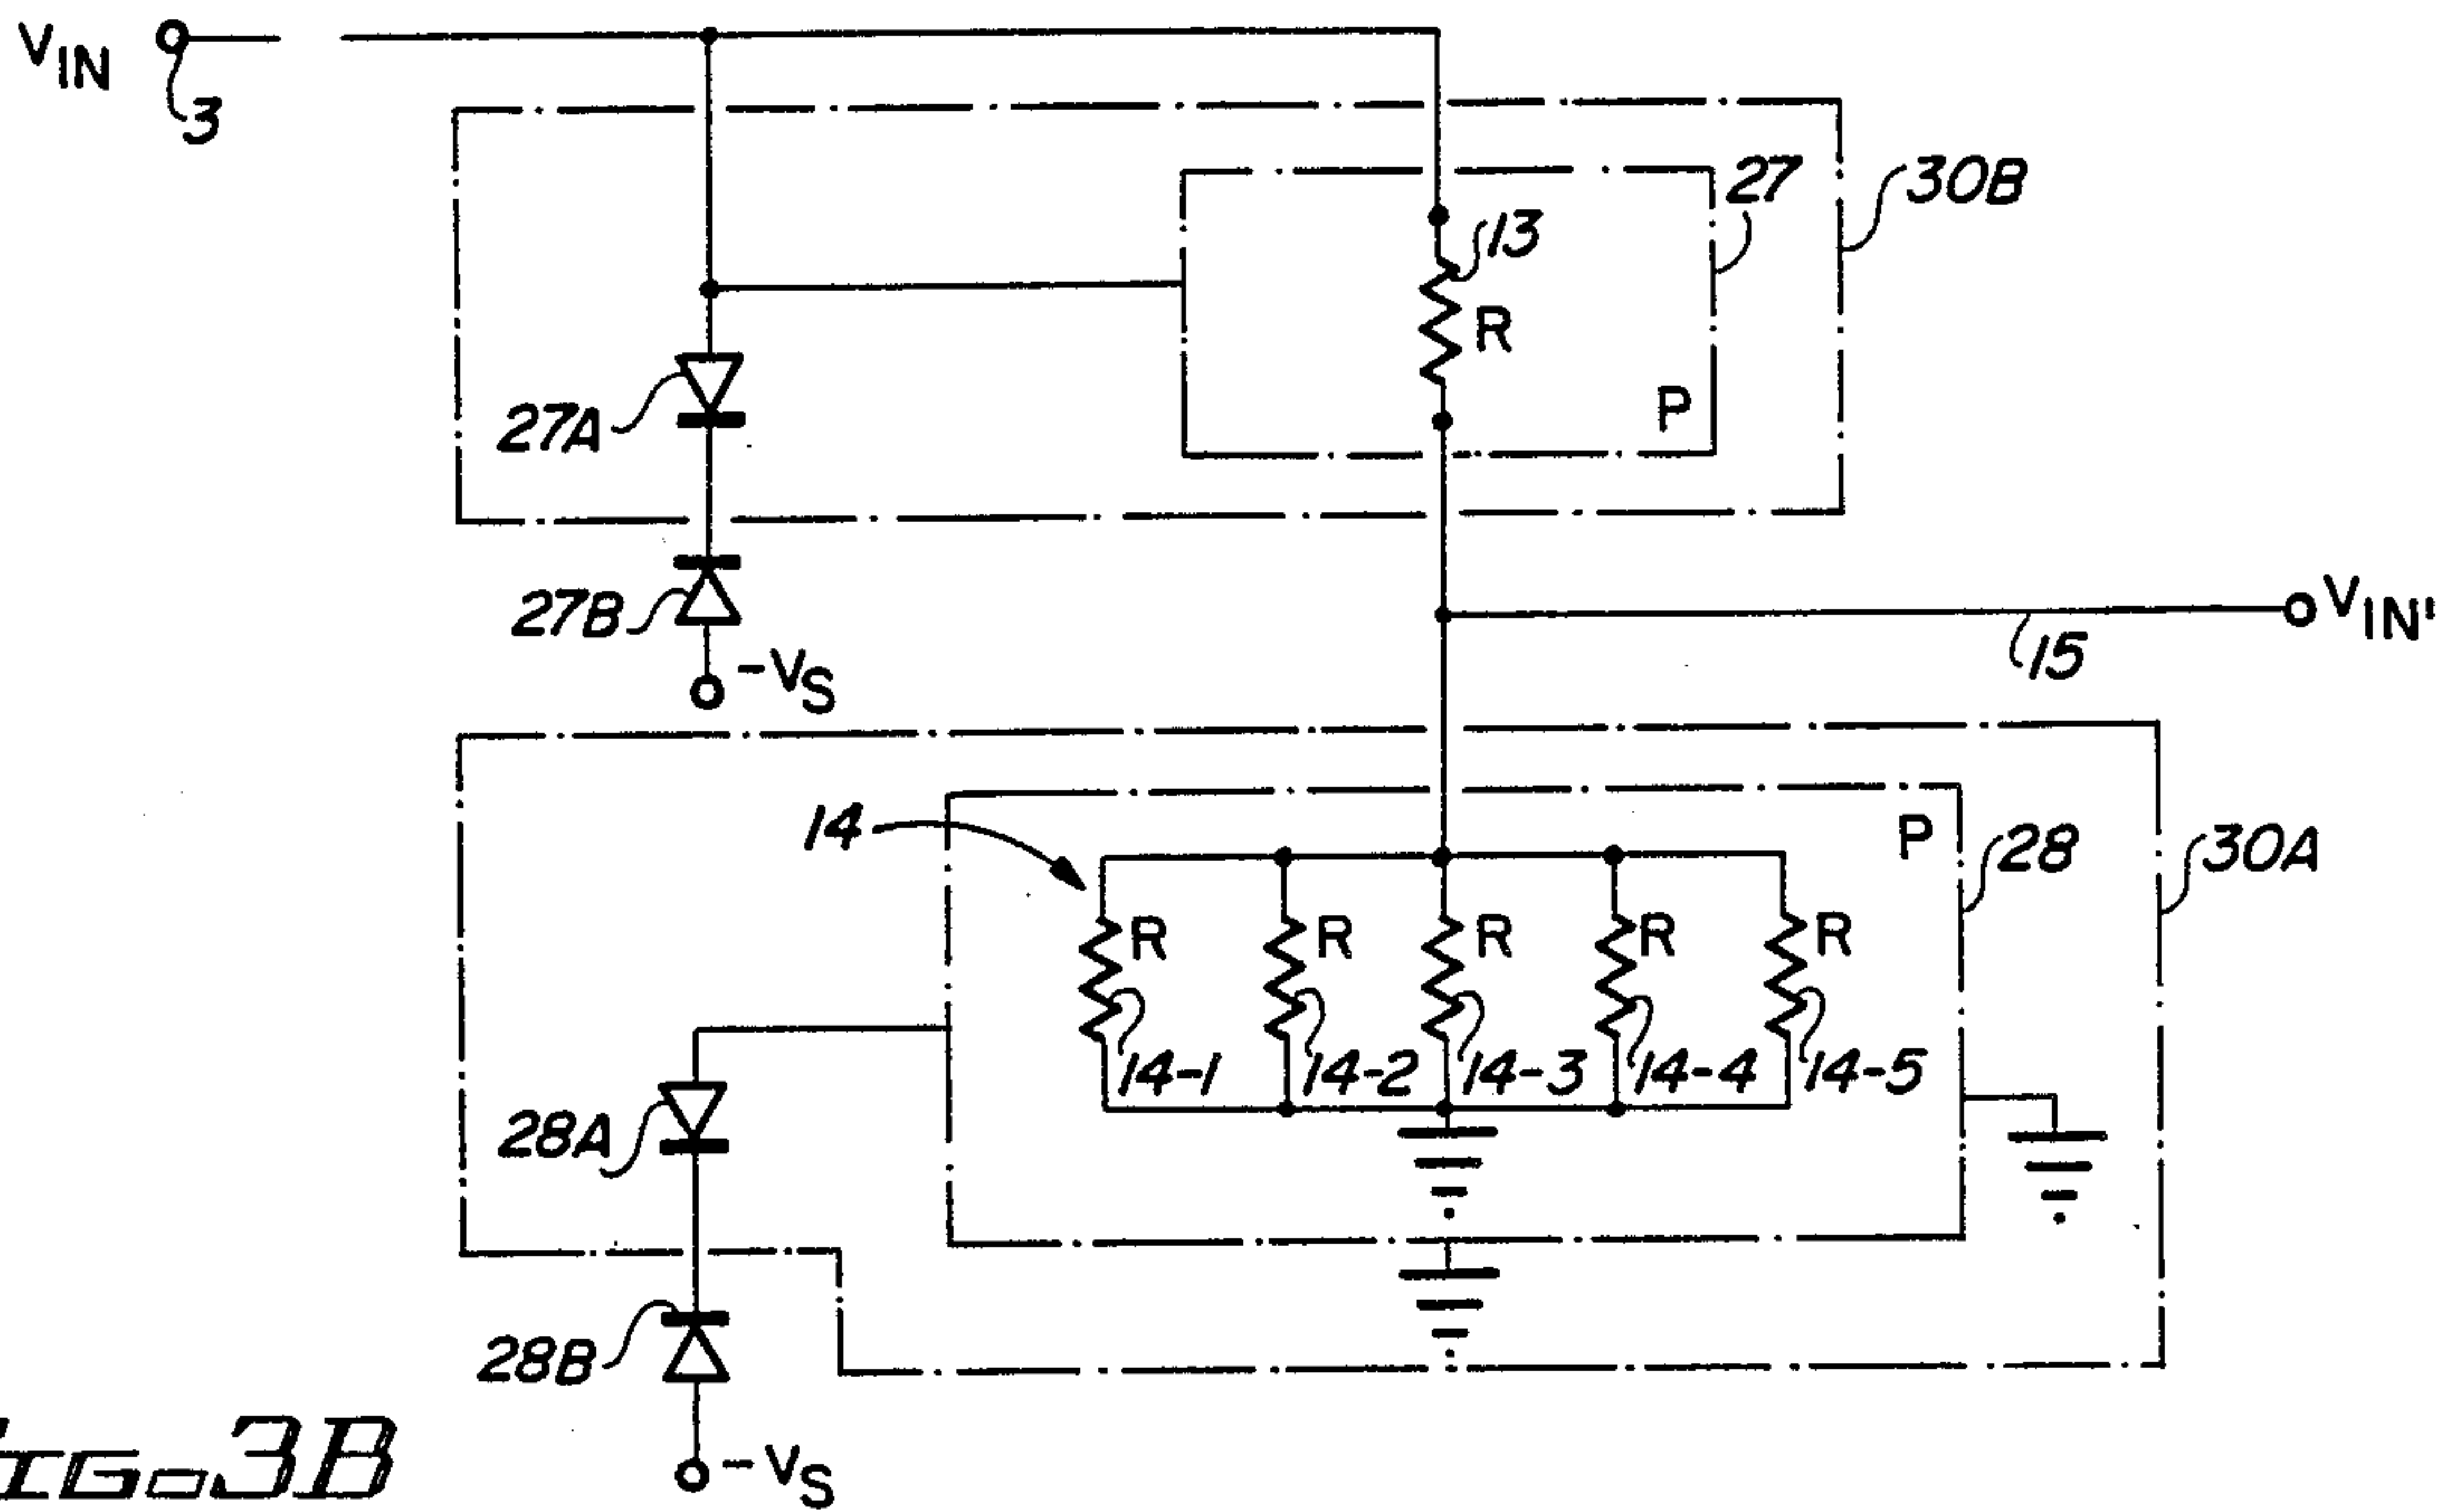 VIN
3
27
30B
13
R
P
27A
27B
-VS
VIN'
15
14
P
28
30A
R R R R R
14-1 14-2 14-3 14-4 14-5
28A
28B
-VS
FIG. 3B